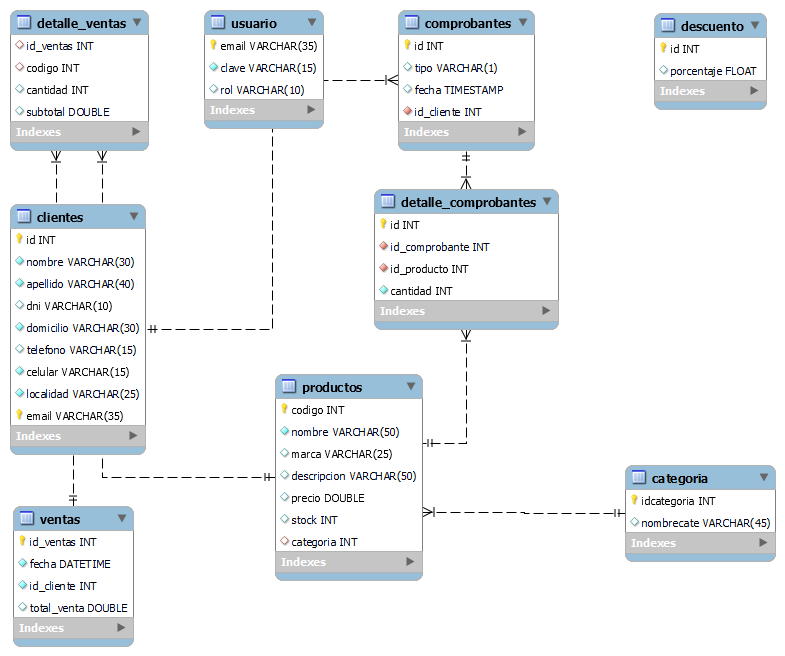 detalle_ventas
id_ventas INT
codigo INT
cantidad INT
subtotal DOUBLE
Indexes
usuario
email VARCHAR(35)
clave VARCHAR(15)
rol VARCHAR(10)
Indexes
comprobantes
id INT
tipo VARCHAR(1)
fecha TIMESTAMP
id_cliente INT
Indexes
descuento
id INT
porcentaje FLOAT
Indexes
clientes
id INT
nombre VARCHAR(30)
apellido VARCHAR(40)
dni VARCHAR(10)
domicilio VARCHAR(30)
telefono VARCHAR(15)
celular VARCHAR(15)
localidad VARCHAR(25)
email VARCHAR(35)
Indexes
detalle_comprobantes
id INT
id_comprobante INT
id_producto INT
cantidad INT
Indexes
productos
codigo INT
nombre VARCHAR(50)
marca VARCHAR(25)
descripcion VARCHAR(50)
precio DOUBLE
stock INT
categoria INT
Indexes
categoria
idcategoria INT
nombrecate VARCHAR(45)
Indexes
ventas
id_ventas INT
fecha DATETIME
id_cliente INT
total_venta DOUBLE
Indexes